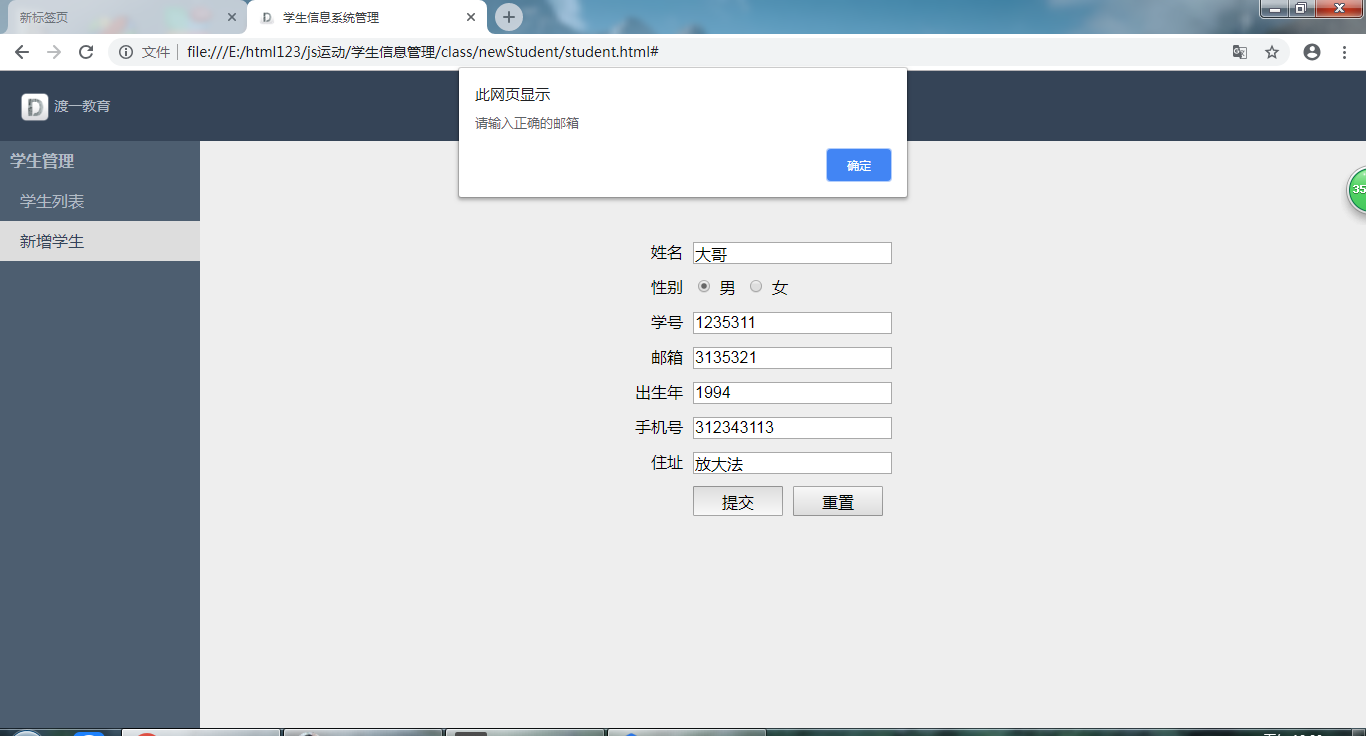 新标签页
学生信息系统管理
文件 file:///E:/html123/js运动/学生信息管理/class/newStudent/student.html#
渡一教育
此网页显示
请输入正确的邮箱
确定
学生管理
学生列表
新增学生
35
姓名 大哥
性别 男 女
学号 1235311
邮箱 3135321
出生年 1994
手机号 312343113
住址 放大法
提交 重置